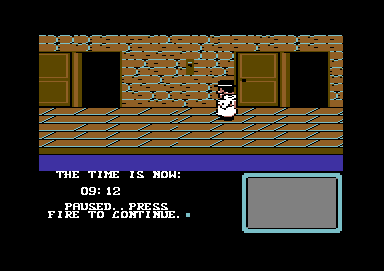 THE TIME IS NOW:
09:12
PAUSED. PRESS
FIRE TO CONTINUE.